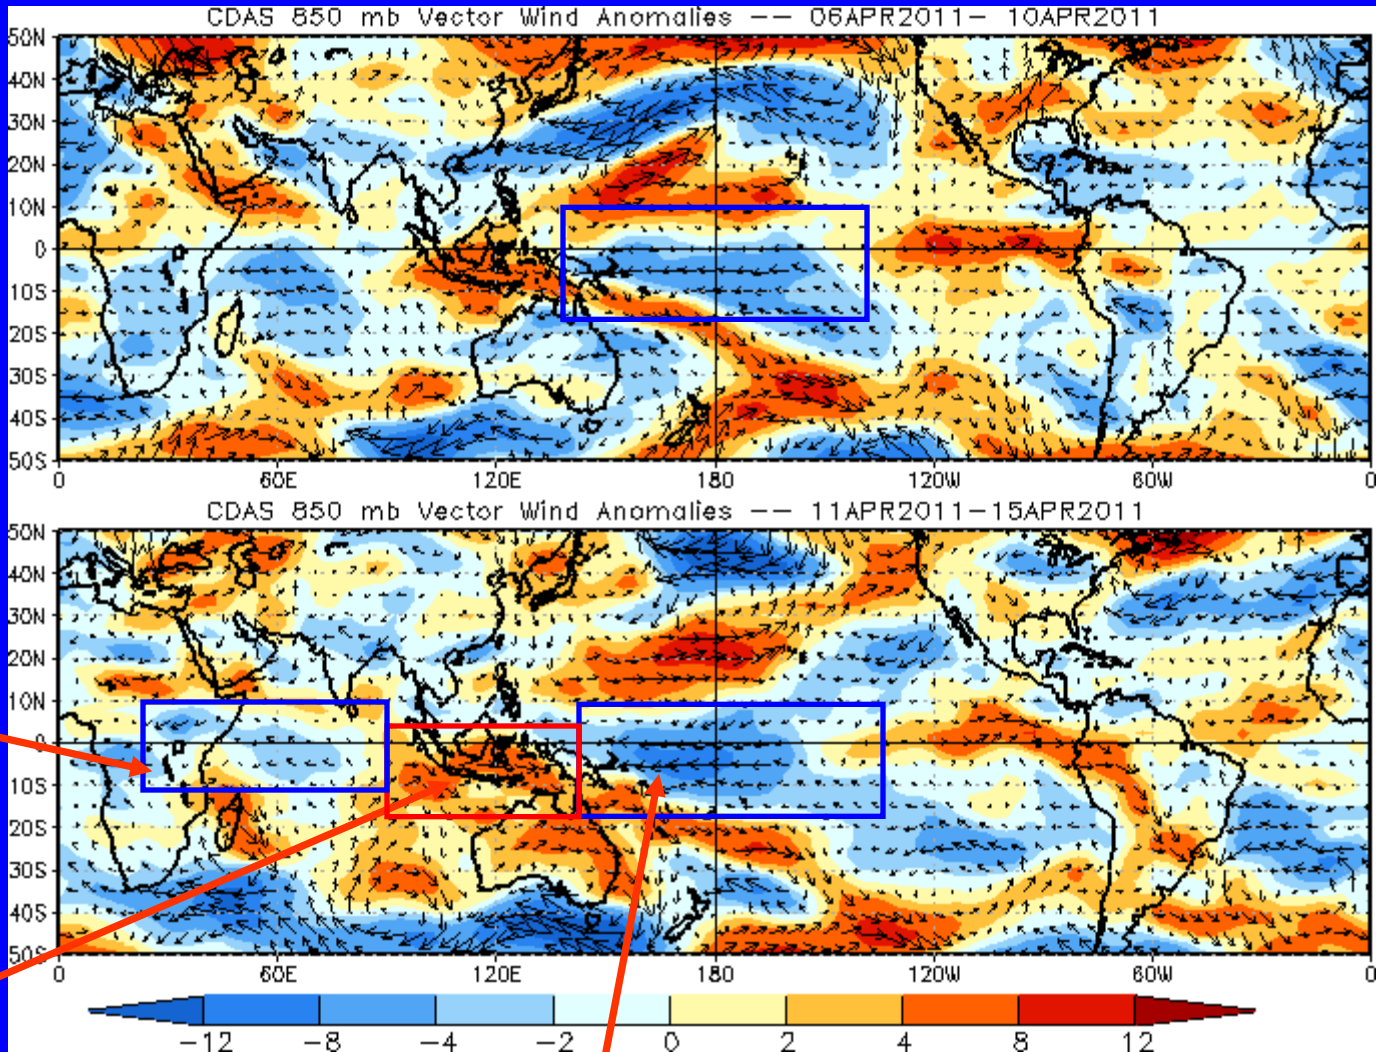 CDAS 850 mb Vector Wind Anomalies -- 06APR2011- 10APR2011
50N
40N
30N
20N
10N
0
10S
20S
30S
40S
50S
0 60E 120E 180 120W 60W 0
CDAS 850 mb Vector Wind Anomalies -- 11APR2011-15APR2011
50N
40N
30N
20N
10N
0
10S
20S
30S
40S
50S
0 60E 120E 180 120W 60W 0
-12 -8 -4 -2 0 2 4 8 12